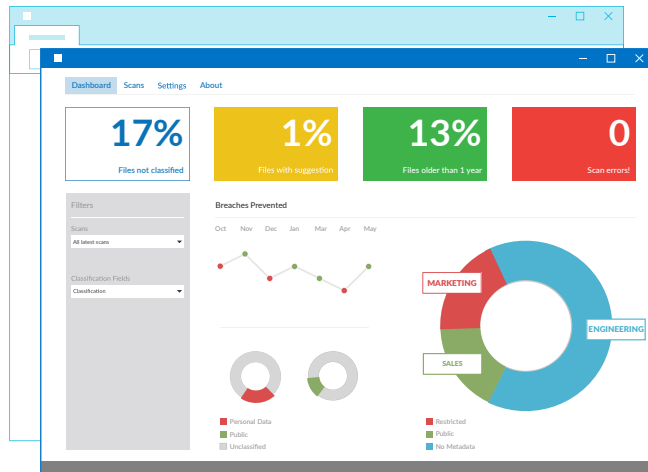 Dashboard Scans Settings About
17% 1% 13% 0
Files not classified Files with suggestion Files older than 1 year Scan errors!
Filters
Scans
All latest scans
Classification Fields
Classification
Breaches Prevented
Oct Nov Dec Jan Mar Apr May
MARKETING
ENGINEERING
SALES
Personal Data
Public
Unclassified
Restricted
Public
No Metadata